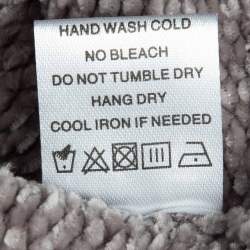 HAND WASH COLD
NO BLEACH
DO NOT TUMBLE DRY
HANG DRY
COOL IRON IF NEEDED